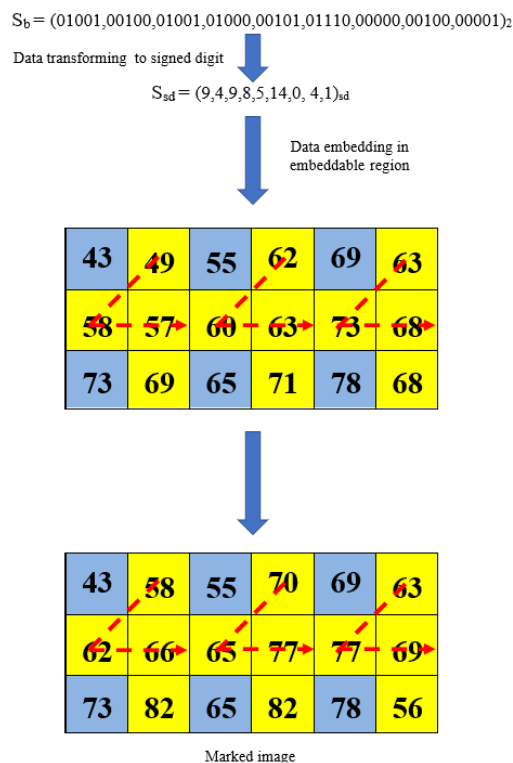 Sb = (01001,00100,01001,01000,00101,01110,00000,00100,00001)2
Data transforming to signed digit
Ssd = (9,4,9,8,5,14,0, 4,1)sd
Data embedding in
embeddable region
43 49 55 62 69 63
58 57 60 63 73 68
73 69 65 71 78 68
43 58 55 70 69 63
62 66 65 77 77 69
73 82 65 82 78 56
Marked image